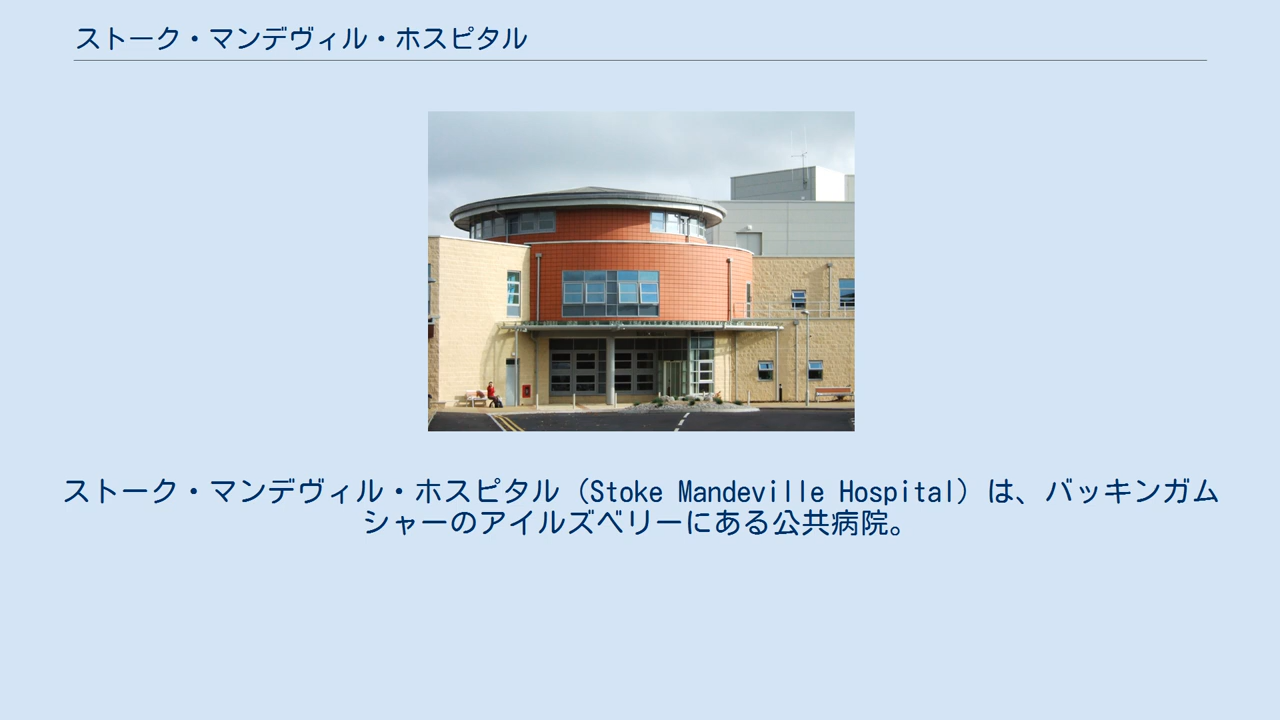 ストーク・マンデヴィル・ホスピタル
ストーク・マンデヴィル・ホスピタル（Stoke Mandeville Hospital）は、バッキンガム
シャーのアイルズベリーにある公共病院。